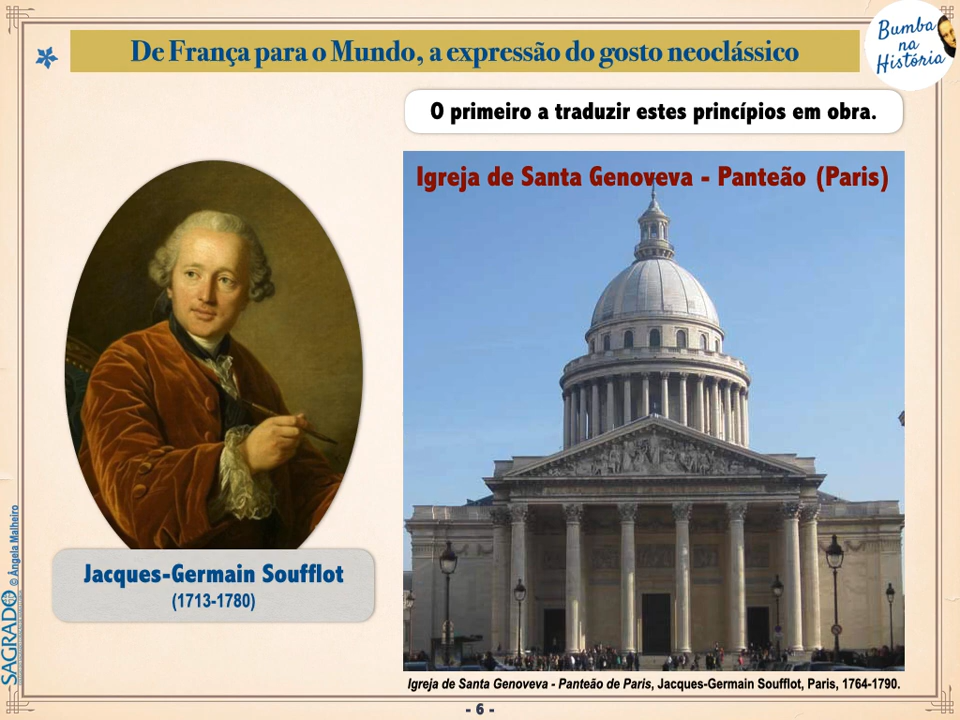 De França para o Mundo, a expressão do gosto neoclássico
Bumba
na
História
O primeiro a traduzir estes princípios em obra.
Igreja de Santa Genoveva - Panteão (Paris)
Jacques-Germain Soufflot
(1713-1780)
Igreja de Santa Genoveva - Panteão de Paris, Jacques-Germain Soufflot, Paris, 1764-1790.
SAGRADO © Ângela Malheiro
- 6 -